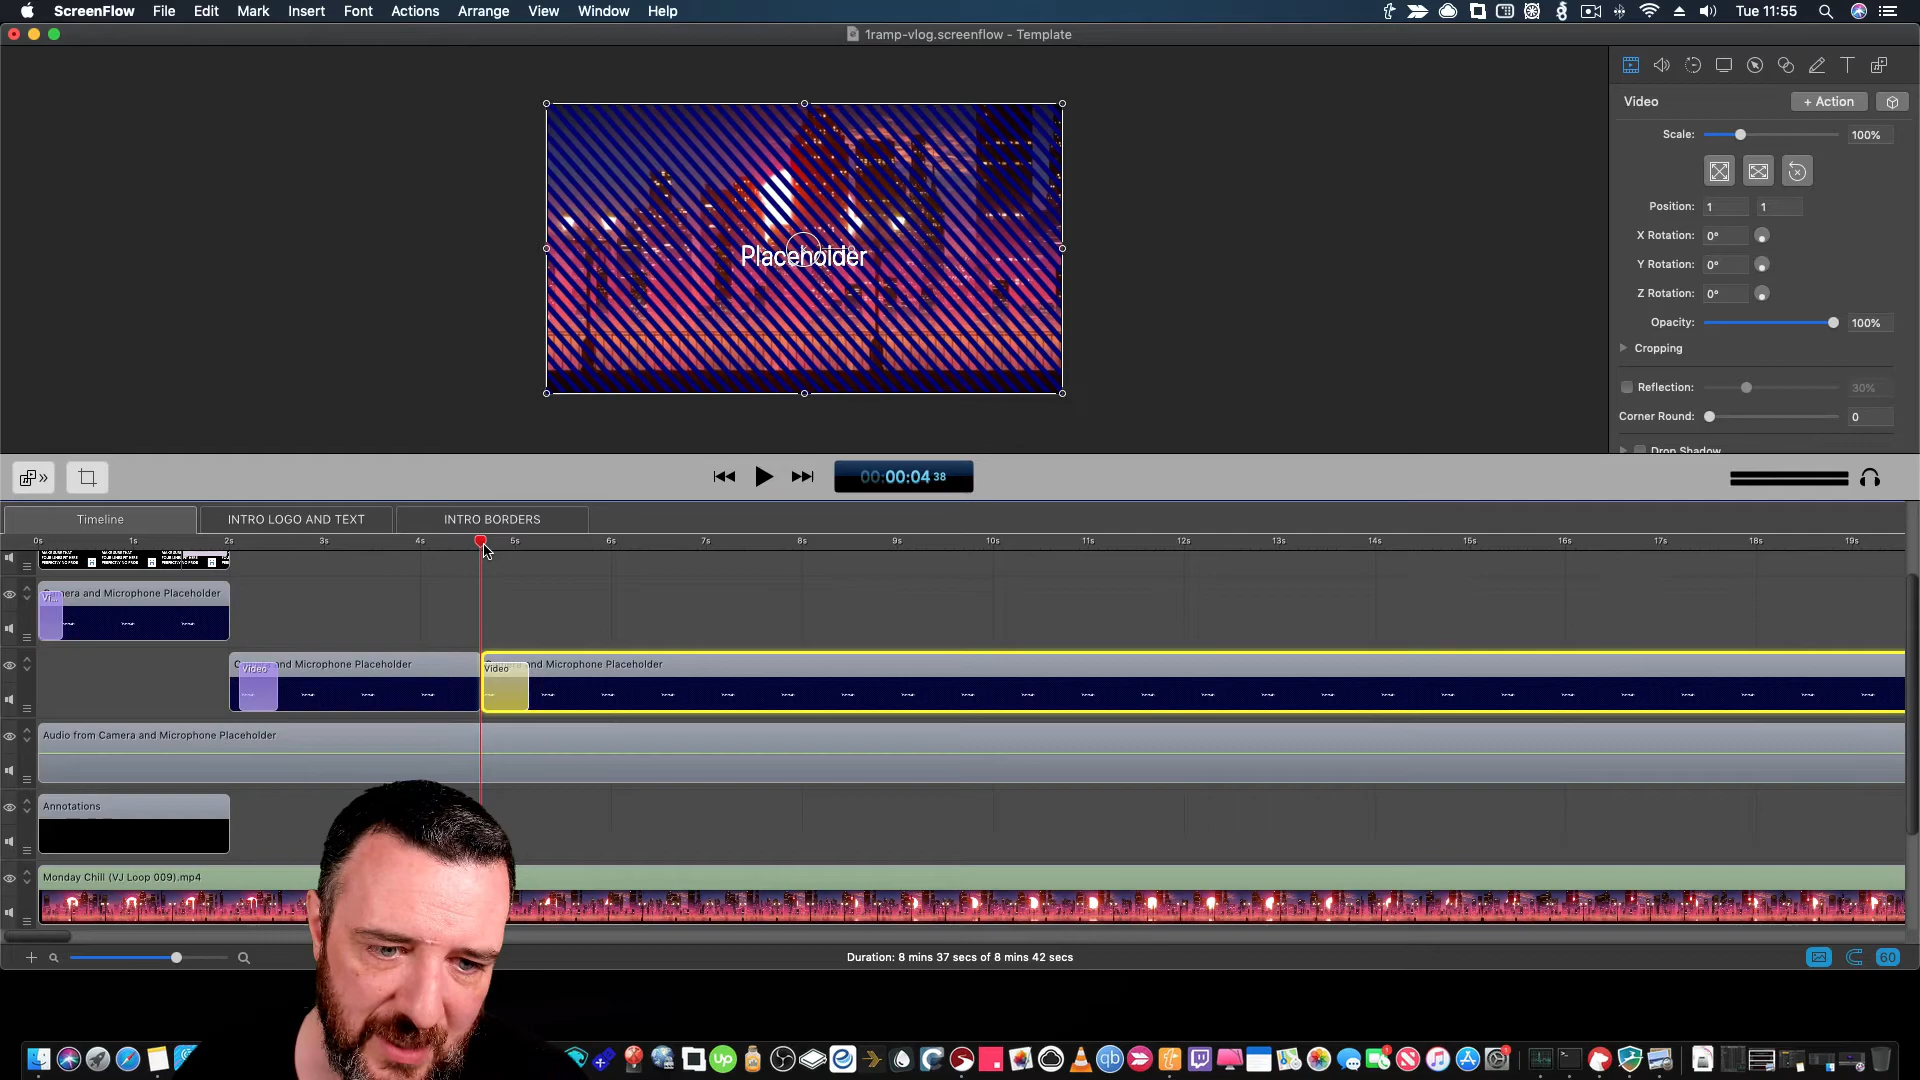 ScreenFlow File Edit Mark Insert Font Actions Arrange View Window Help Tue 11:55
1ramp-vlog.screenflow - Template
Video + Action
Scale: 100%
Position: 1 1
X Rotation: 0°
Y Rotation: 0°
Z Rotation: 0°
Opacity: 100%
Cropping
Reflection: 30%
Corner Round: 0
Drop Shadow
Placeholder
00:00:04 38
Timeline INTRO LOGO AND TEXT INTRO BORDERS
0s 1s 2s 3s 4s 5s 6s 7s 8s 9s 10s 11s 12s 13s 14s 15s 16s 17s 18s 19s
Vi...
and Microphone Placeholder
Video
and Microphone Placeholder
Video
and Microphone Placeholder
Audio from Camera and Microphone Placeholder
Annotations
Monday Chill (VJ Loop 009).mp4
Duration: 8 mins 37 secs of 8 mins 42 secs
60
up
qb